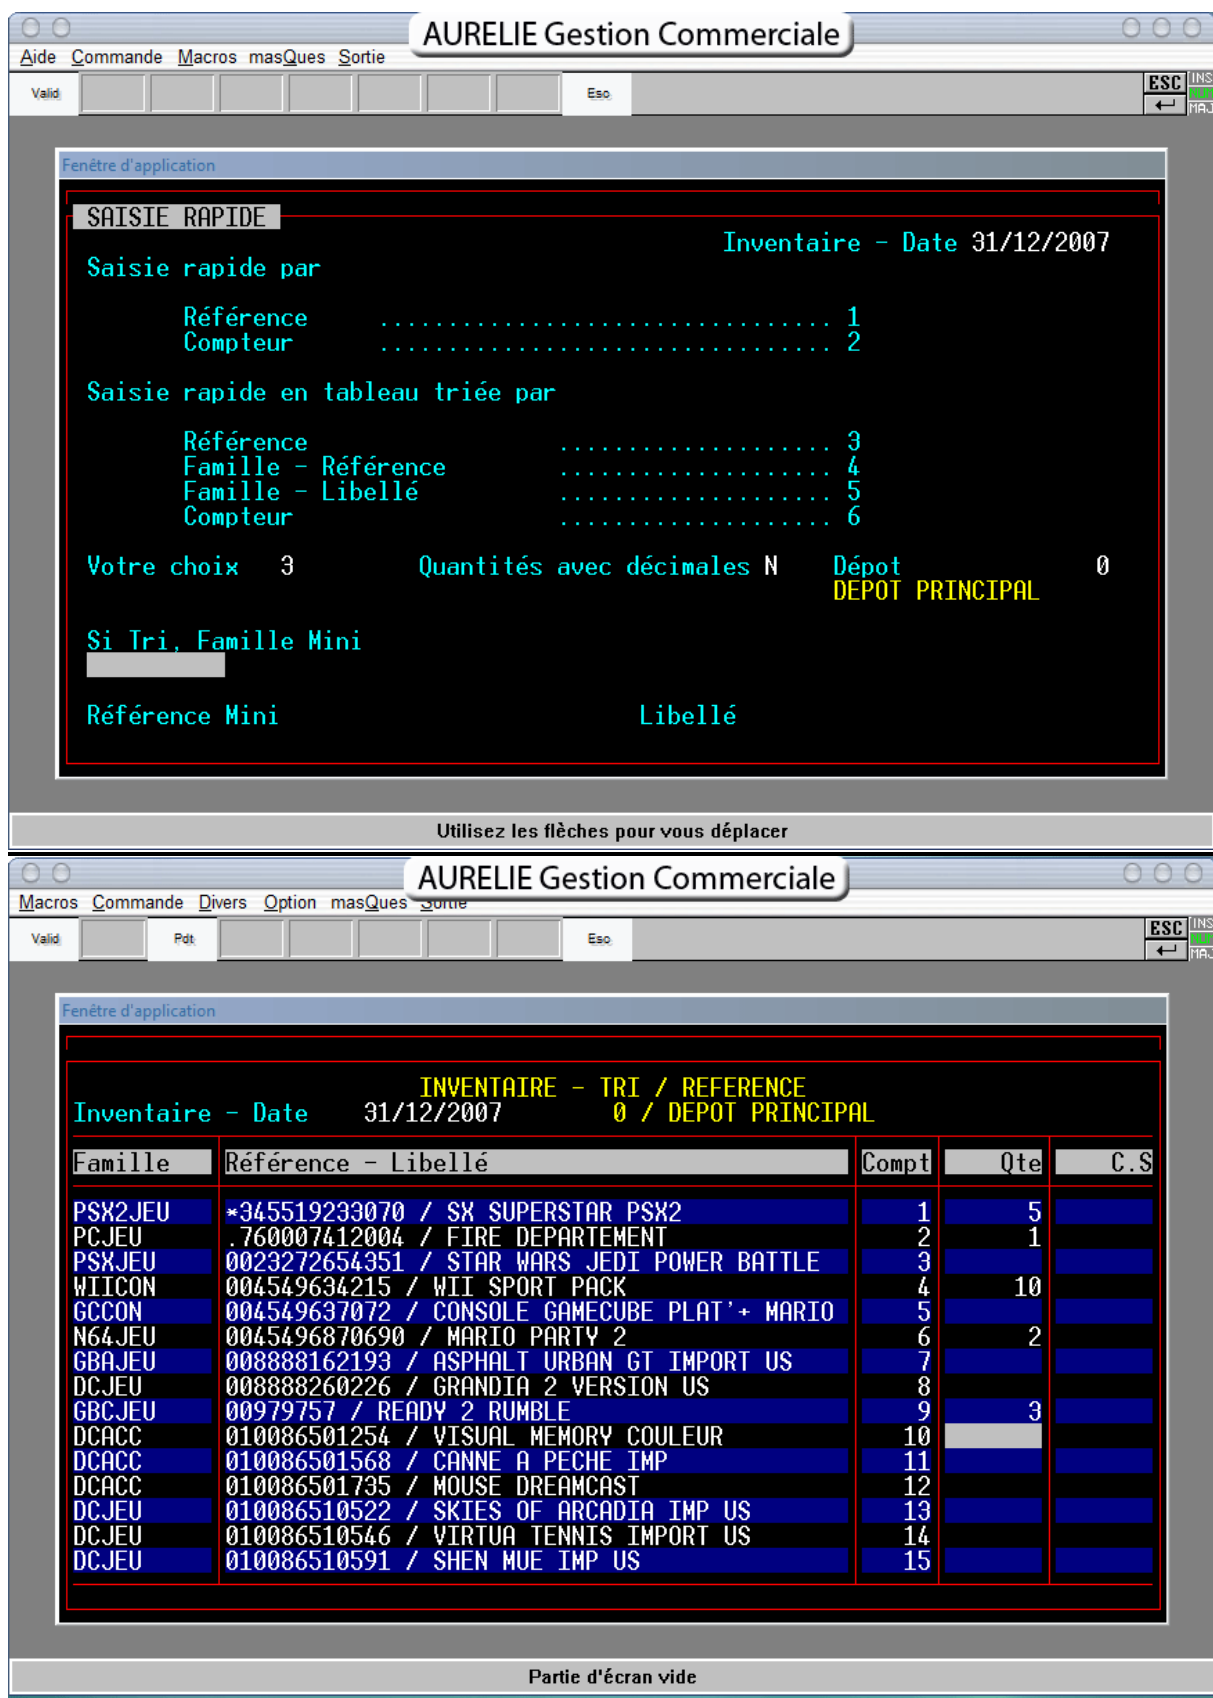 AURELIE Gestion Commerciale
Aide Commande Macros masQues Sortie
Valid Esc ESC INS
NUM
MAJ
Fenêtre d'application
SAISIE RAPIDE
Inventaire - Date 31/12/2007
Saisie rapide par
Référence ................................. 1
Compteur ................................. 2
Saisie rapide en tableau triée par
Référence .................... 3
Famille - Référence .................... 4
Famille - Libellé .................... 5
Compteur .................... 6
Votre choix 3 Quantités avec décimales N Dépot 0
DEPOT PRINCIPAL
Si Tri, Famille Mini
Référence Mini Libellé
Utilisez les flèches pour vous déplacer
AURELIE Gestion Commerciale
Macros Commande Divers Option masQues Sortie
Valid Pdt Esc ESC INS
NUM
MAJ
Fenêtre d'application
INVENTAIRE - TRI / REFERENCE
Inventaire - Date 31/12/2007 0 / DEPOT PRINCIPAL
Famille Référence - Libellé Compt Qte C.S
PSX2JEU *345519233070 / SX SUPERSTAR PSX2 1 5
PCJEU .760007412004 / FIRE DEPARTEMENT 2 1
PSXJEU 0023272654351 / STAR WARS JEDI POWER BATTLE 3
WIICON 004549634215 / WII SPORT PACK 4 10
GCCON 004549637072 / CONSOLE GAMECUBE PLAT'+ MARIO 5
N64JEU 0045496870690 / MARIO PARTY 2 6 2
GBAJEU 008888162193 / ASPHALT URBAN GT IMPORT US 7
DCJEU 008888260226 / GRANDIA 2 VERSION US 8
GBCJEU 00979757 / READY 2 RUMBLE 9 3
DCACC 010086501254 / VISUAL MEMORY COULEUR 10
DCACC 010086501568 / CANNE A PECHE IMP 11
DCACC 010086501735 / MOUSE DREAMCAST 12
DCJEU 010086510522 / SKIES OF ARCADIA IMP US 13
DCJEU 010086510546 / VIRTUA TENNIS IMPORT US 14
DCJEU 010086510591 / SHEN MUE IMP US 15
Partie d'écran vide